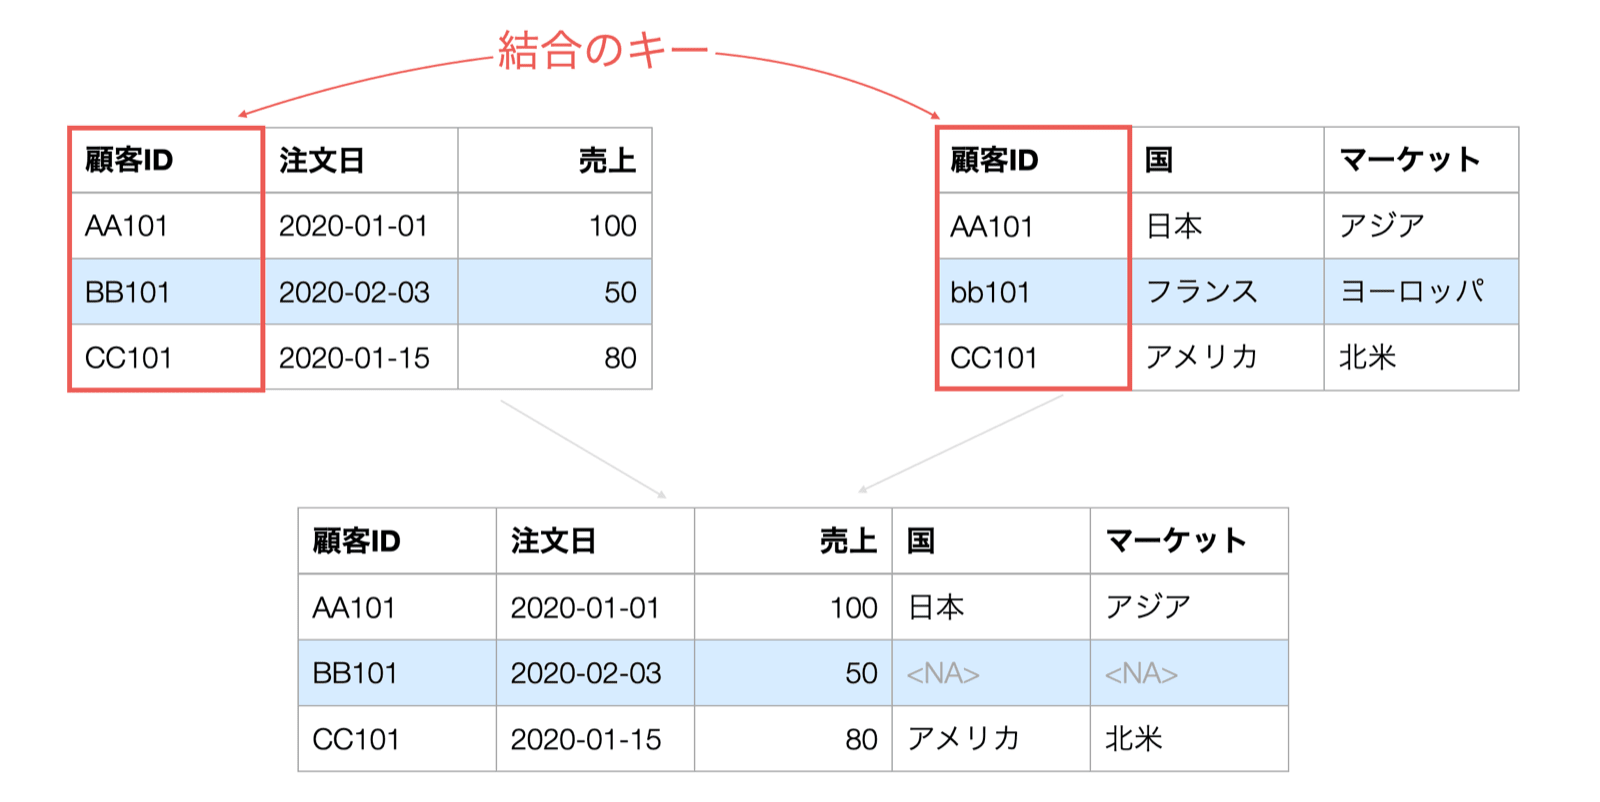 結合のキー
顧客ID 注文日 売上
AA101 2020-01-01 100
BB101 2020-02-03 50
CC101 2020-01-15 80
顧客ID 国 マーケット
AA101 日本 アジア
bb101 フランス ヨーロッパ
CC101 アメリカ 北米
顧客ID 注文日 売上 国 マーケット
AA101 2020-01-01 100 日本 アジア
BB101 2020-02-03 50 <NA> <NA>
CC101 2020-01-15 80 アメリカ 北米